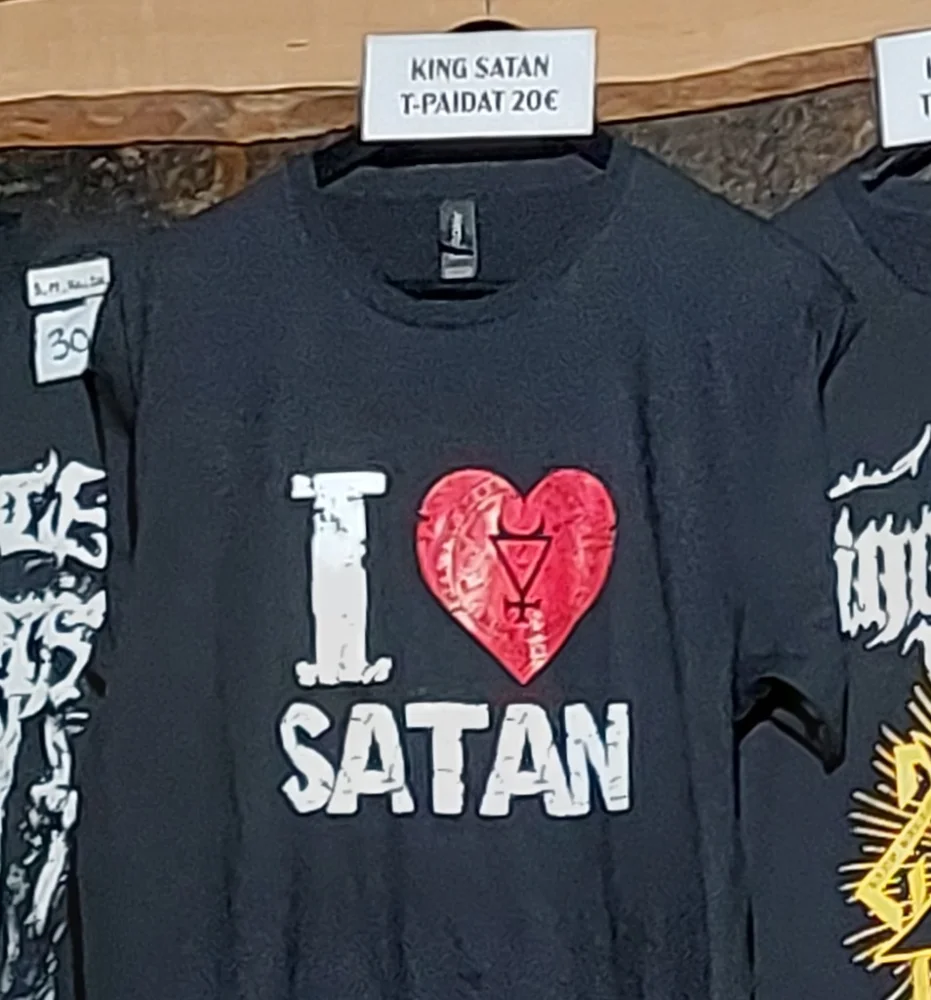 KING SATAN
T-PAIDAT 20€
30
I
SATAN